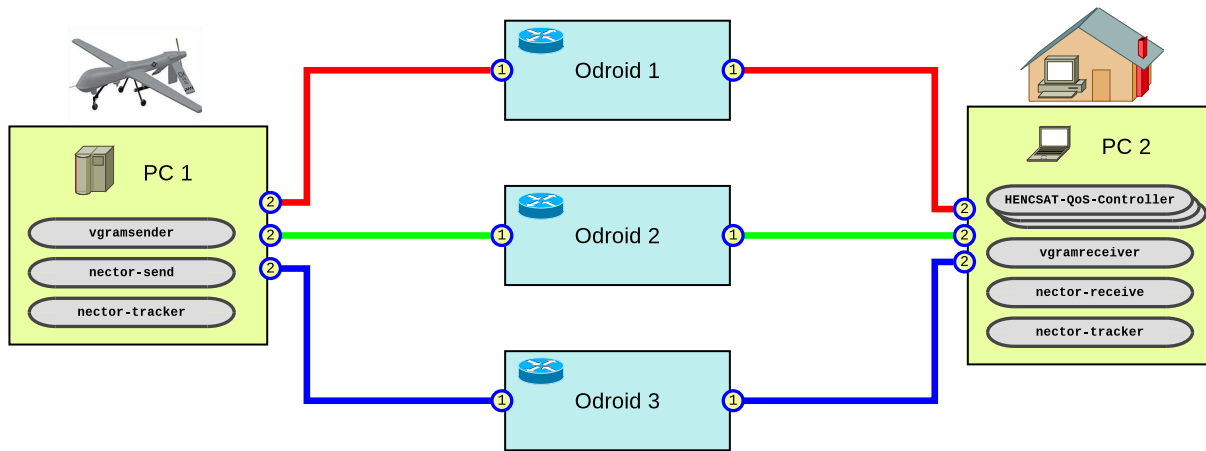 1
Odroid 1
1
PC 1
2
vgramsender
2
nector-send
2
nector-tracker
1
Odroid 2
1
1
Odroid 3
1
PC 2
HENCSAT-QoS-Controller
2
2
vgramreceiver
2
nector-receive
nector-tracker